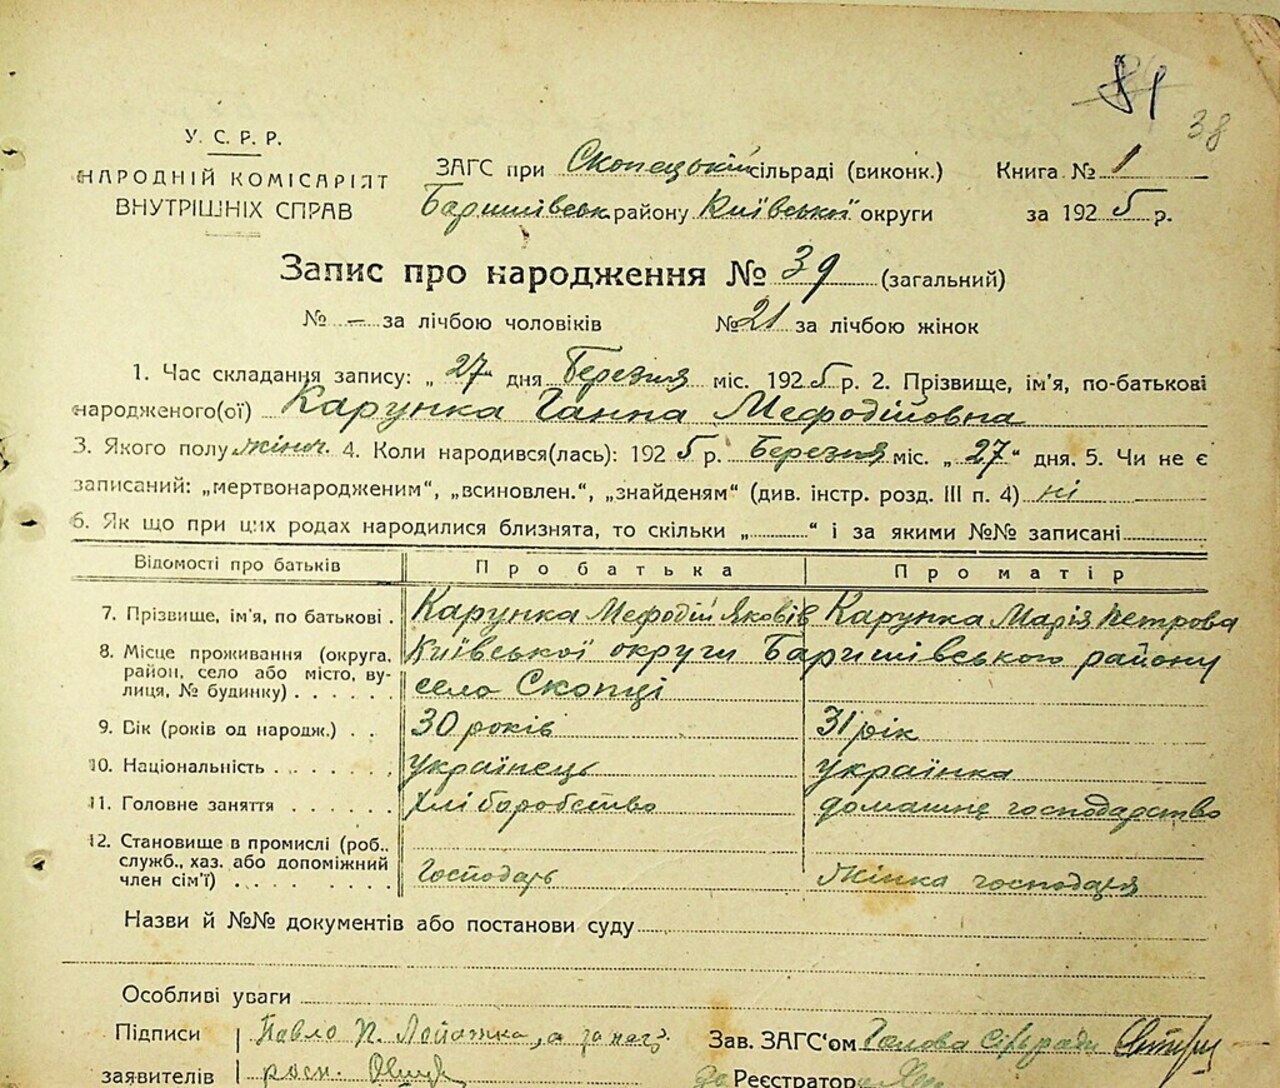 91
38
У. С. Р. Р.
НАРОДНІЙ КОМІСАРІЯТ
ВНУТРІШНІХ СПРАВ
ЗАГС при Скопецькій сільраді (виконк.)
Баришівськ району Київської округи
Книга № 1
за 1925 р.
Запис про народження № 39 (загальний)
№ — за лічбою чоловіків № 21 за лічбою жінок
1. Час складання запису: „27" дня Березня міс. 1925 р. 2. Прізвище, ім'я, по-батькові
народженого(ої) Карунка Ганна Мефодійовна
3. Якого полу жіноч. 4. Коли народився(лась): 1925 р. Березня міс. „27" дня. 5. Чи не є
записаний: „мертвонародженим", „всиновлен.", „знайденям" (див. інстр. розд. III п. 4) ні
6. Як що при цих родах народилися близнята, то скільки „..........." і за якими №№ записані
Відомості про батьків Про батька Про матір
7. Прізвище, ім'я, по батькові . Карунка Мефодій Яковів Карунка Марія Петрова
8. Місце проживання (округа, район, село або місто, вулиця, № будинку) . . . . . . Київської округи Баришівського району
село Скопці
9. Вік (років од народж.) . . 30 років 31 рік
10. Національність . . . . . . Українець українка
11. Головне заняття . . . . . . хліборобство домашнє господарство
12. Становище в промислі (роб., служб., хаз. або допоміжний член сім'ї) . . . . . . . Господарь Жінка господаря
Назви й №№ документів або постанови суду
Особливі уваги
Підписи Павло П. а за неї
заявителів розп.
Зав. ЗАГС'ом Голова Сільради
Реєстратор